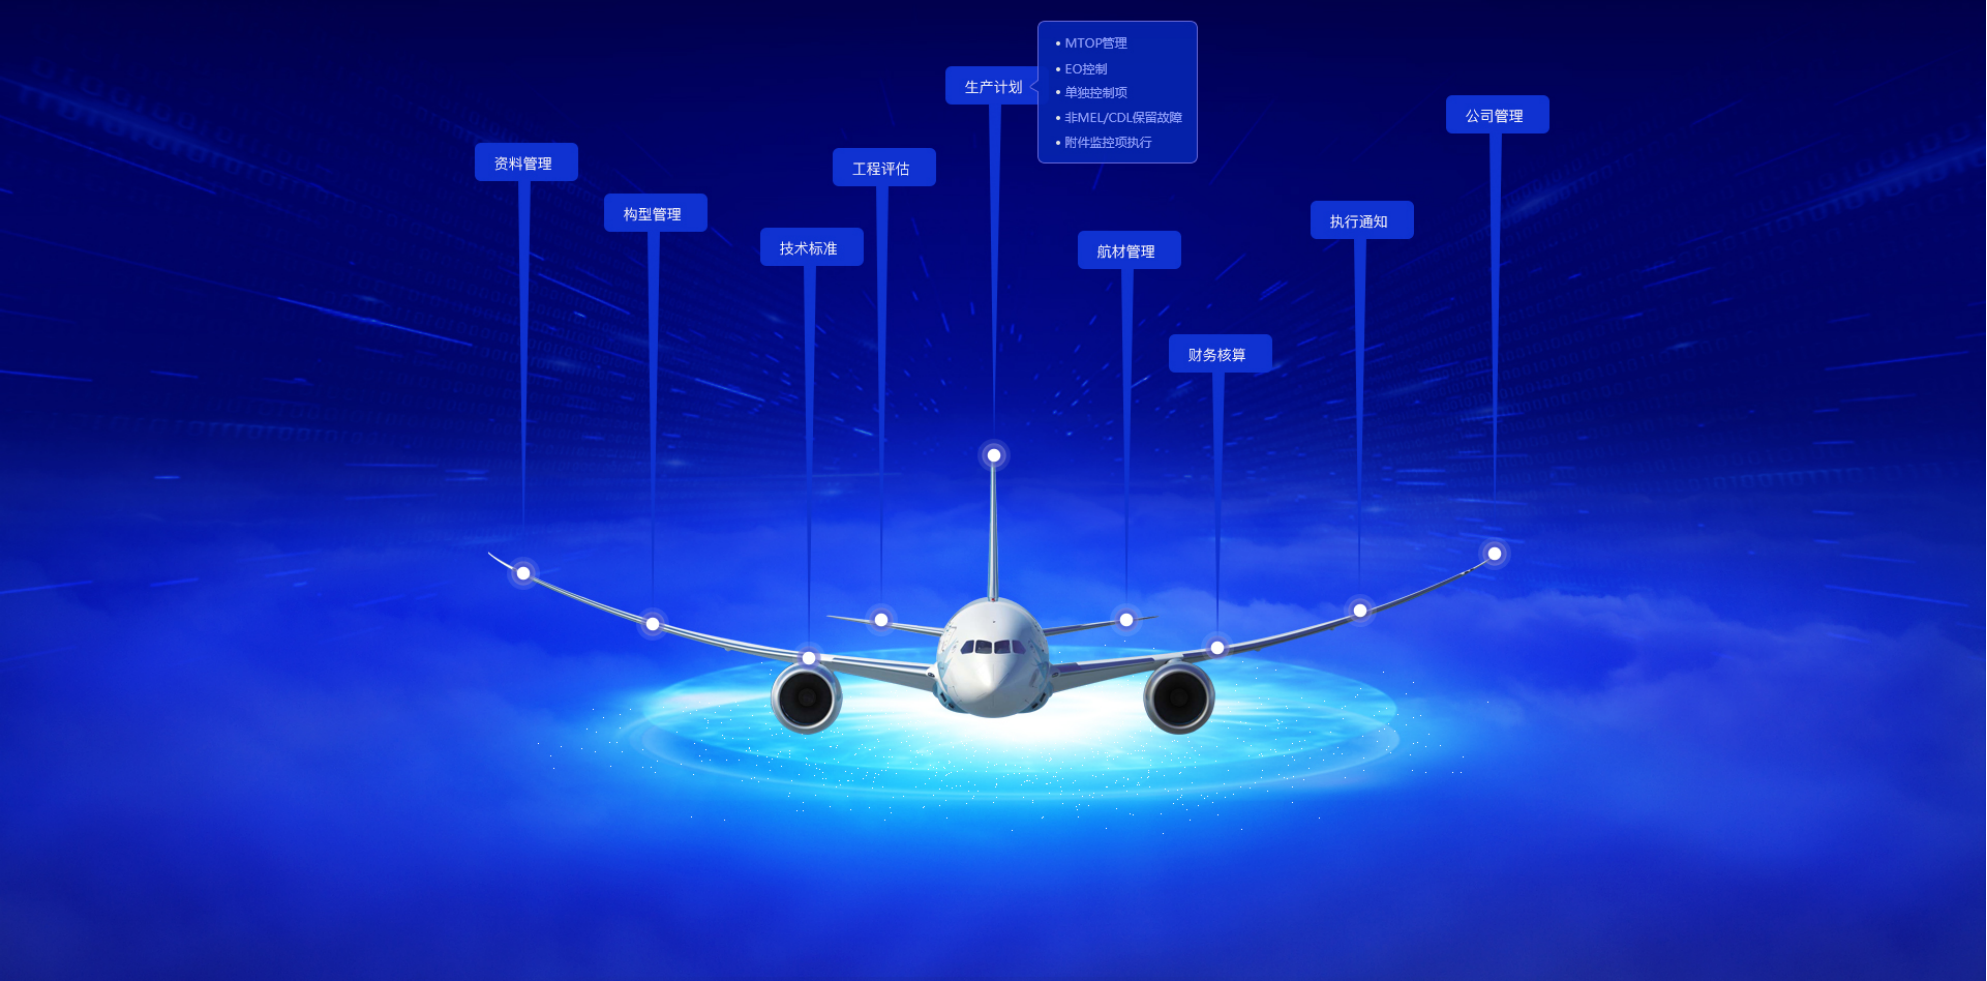 MTOP管理
EO控制
单独控制项
非MEL/CDL保留故障
附件监控项执行
生产计划
公司管理
资料管理
工程评估
构型管理
执行通知
技术标准
航材管理
财务核算